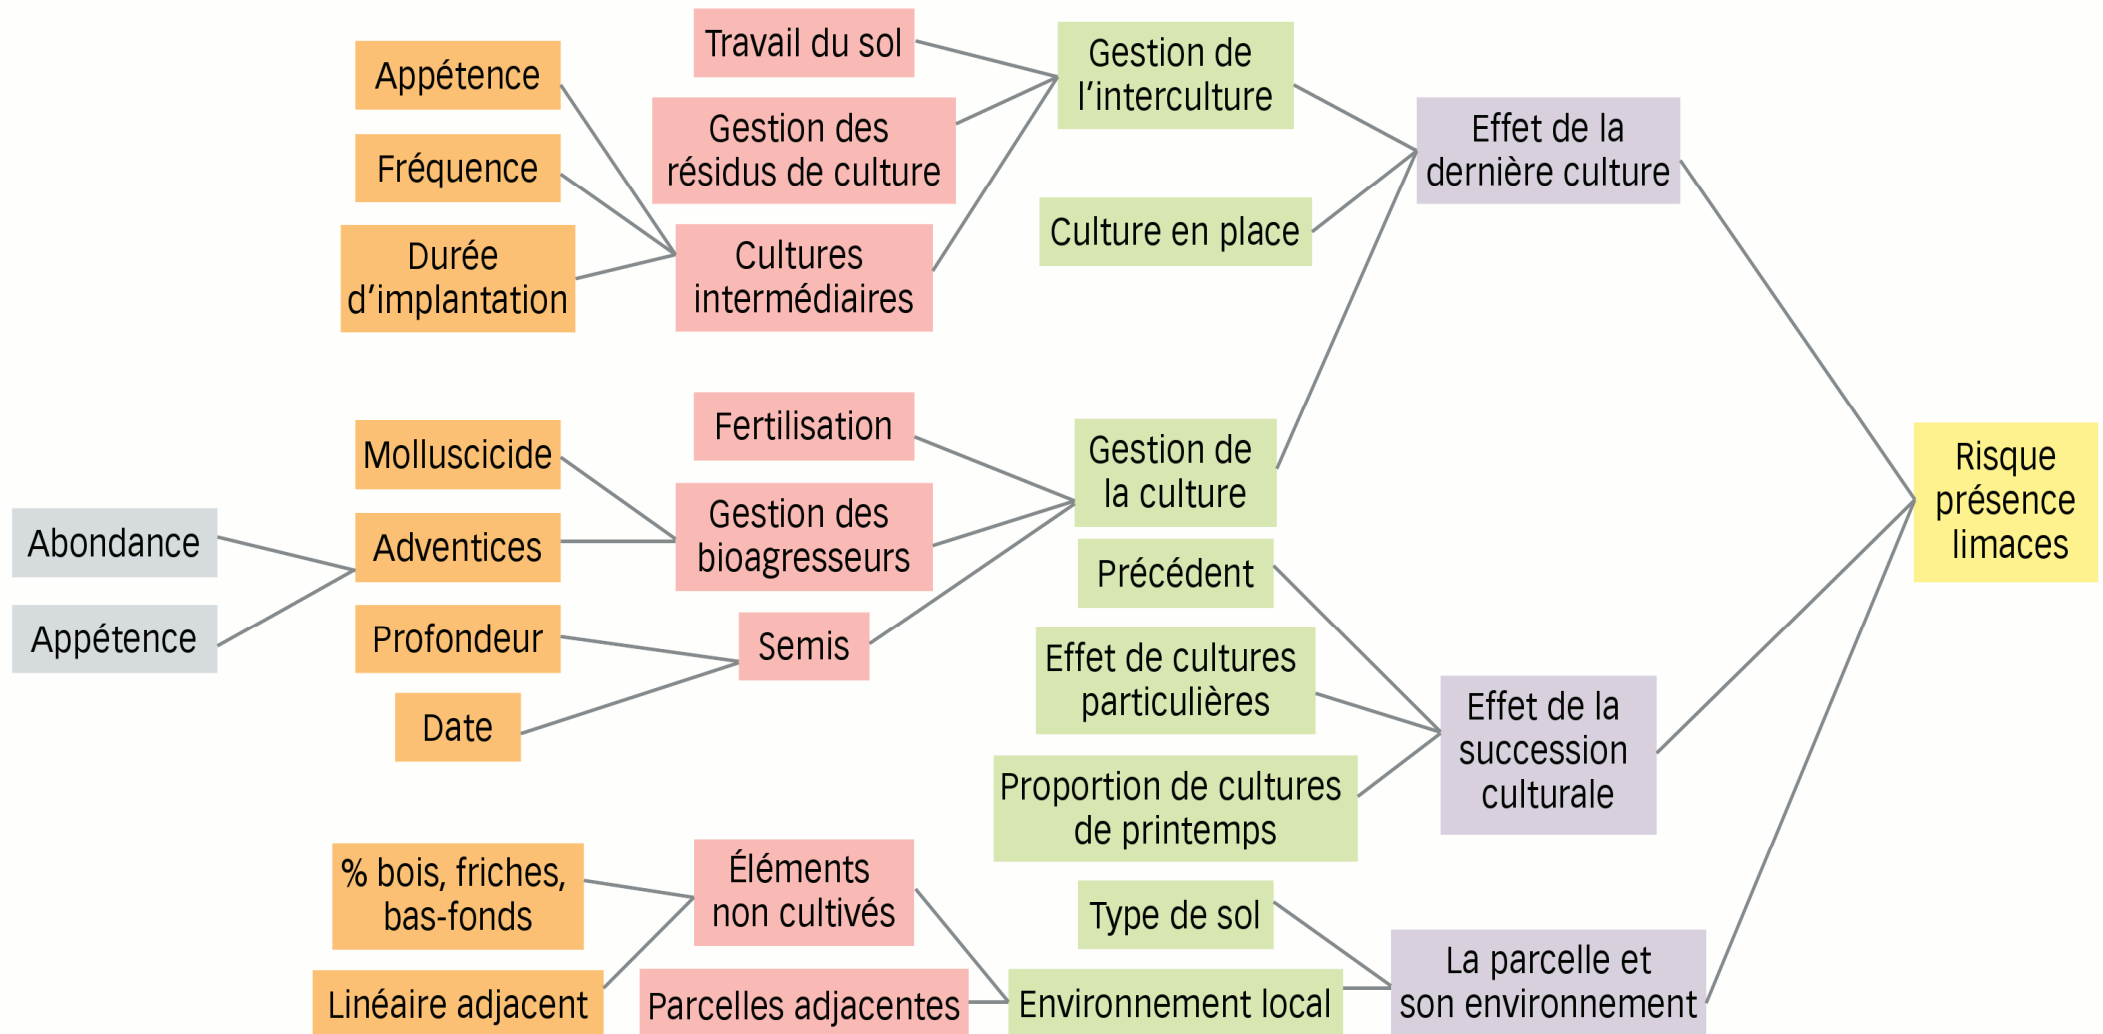 Travail du sol
Appétence
Gestion de
l’interculture
Gestion des
résidus de culture
Effet de la
dernière culture
Fréquence
Culture en place
Durée
d’implantation
Cultures
intermédiaires
Fertilisation
Molluscicide
Gestion de
la culture
Risque
présence
limaces
Abondance
Adventices
Gestion des
bioagresseurs
Précédent
Appétence
Profondeur
Semis
Effet de cultures
particulières
Date
Effet de la
succession
culturale
Proportion de cultures
de printemps
% bois, friches,
bas-fonds
Éléments
non cultivés
Type de sol
La parcelle et
son environnement
Linéaire adjacent
Parcelles adjacentes
Environnement local